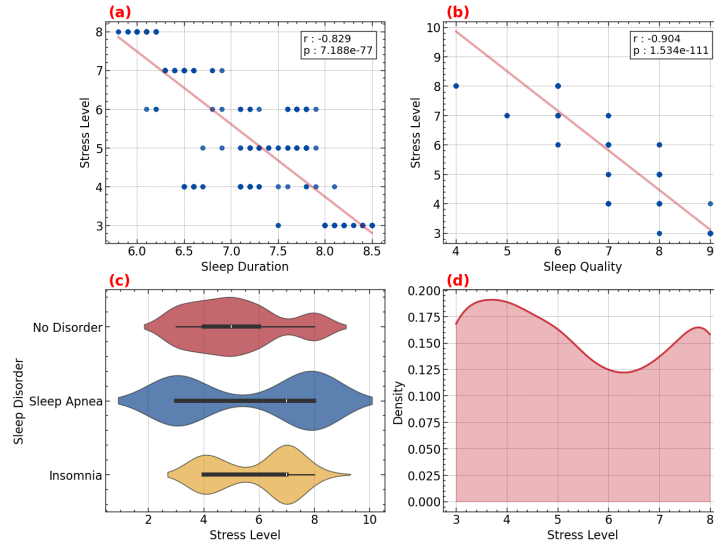 (a)
r : -0.829
p : 7.188e-77
Stress Level
8
7
6
5
4
3
6.0 6.5 7.0 7.5 8.0 8.5
Sleep Duration
(b)
r : -0.904
p : 1.534e-111
Stress Level
10
9
8
7
6
5
4
3
4 5 6 7 8 9
Sleep Quality
(c)
Sleep Disorder
No Disorder
Sleep Apnea
Insomnia
2 4 6 8 10
Stress Level
(d)
Density
0.200
0.175
0.150
0.125
0.100
0.075
0.050
0.025
0.000
3 4 5 6 7 8
Stress Level